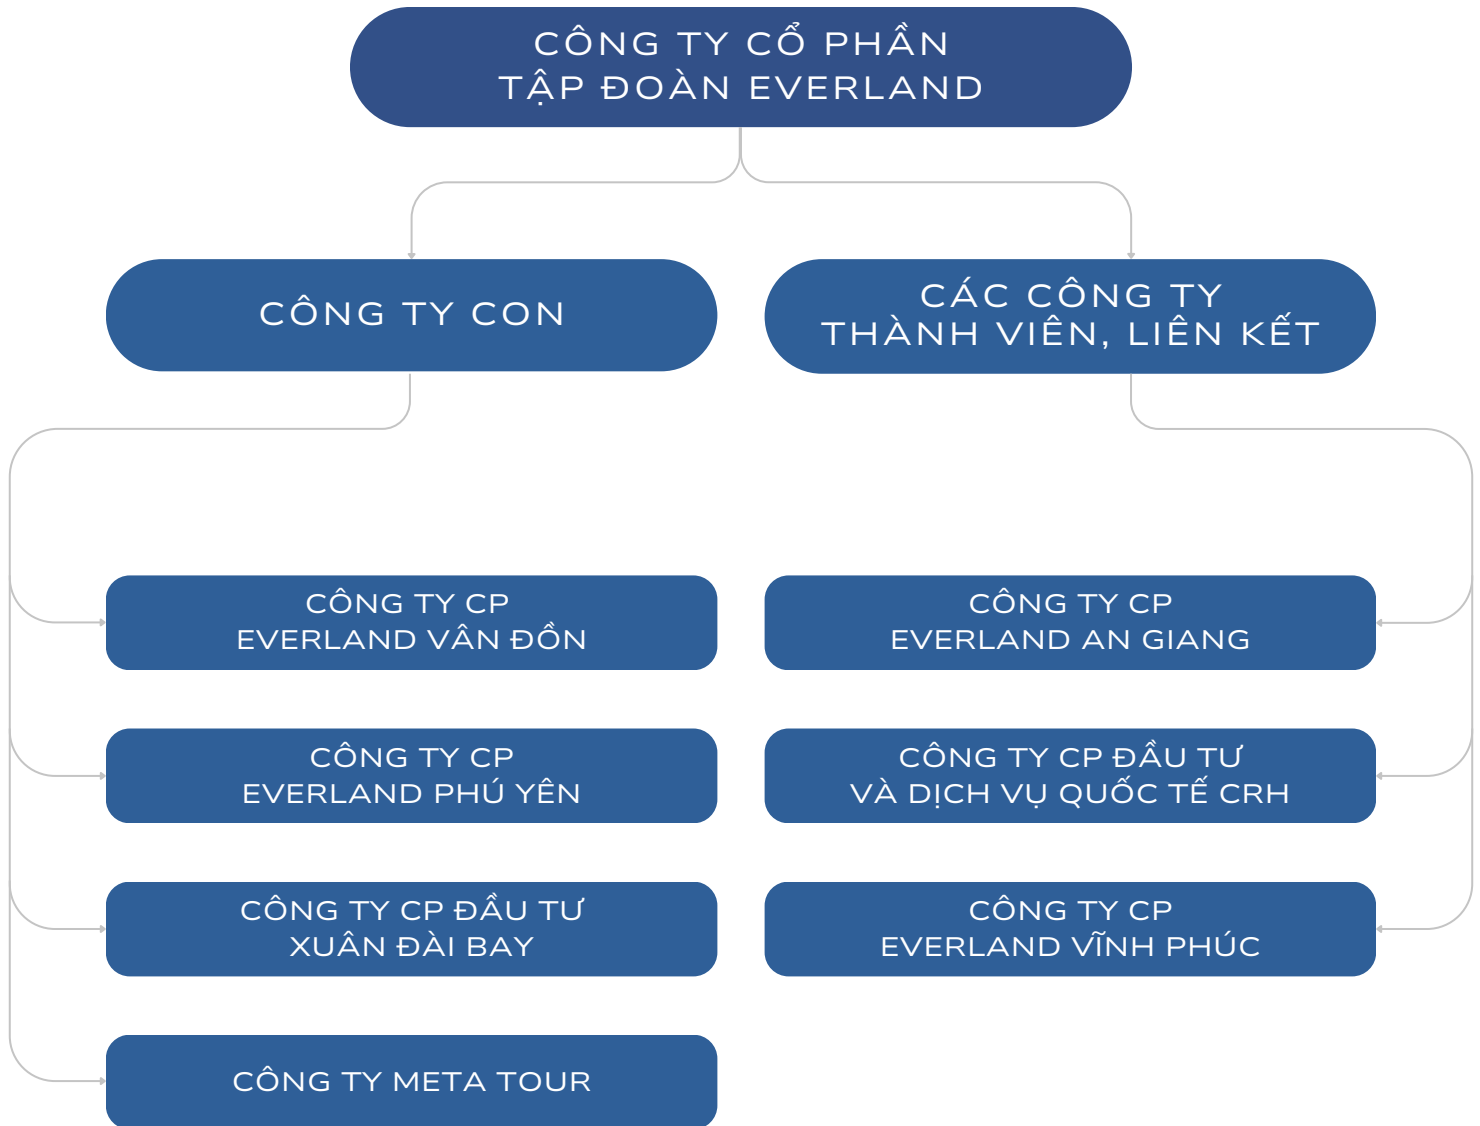 CÔNG TY CỔ PHẦN
TẬP ĐOÀN EVERLAND
CÔNG TY CON
CÁC CÔNG TY
THÀNH VIÊN, LIÊN KẾT
CÔNG TY CP
EVERLAND VÂN ĐỒN
CÔNG TY CP
EVERLAND PHÚ YÊN
CÔNG TY CP ĐẦU TƯ
XUÂN ĐÀI BAY
CÔNG TY META TOUR
CÔNG TY CP
EVERLAND AN GIANG
CÔNG TY CP ĐẦU TƯ
VÀ DỊCH VỤ QUỐC TẾ CRH
CÔNG TY CP
EVERLAND VĨNH PHÚC